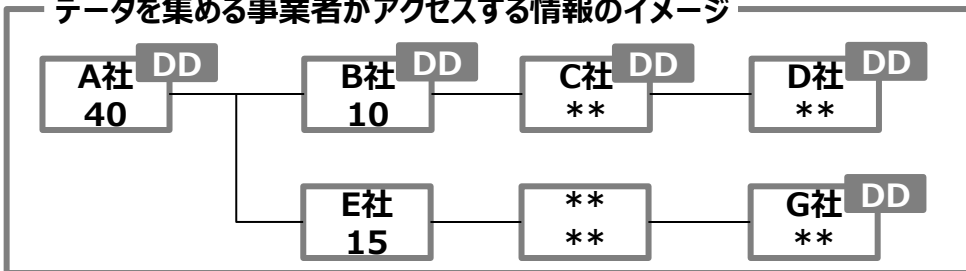 データを集める事業者がアクセスする情報のイメージ
A社 DD
40
B社 DD
10
C社 DD
**
D社 DD
**
E社
15
**
**
G社 DD
**